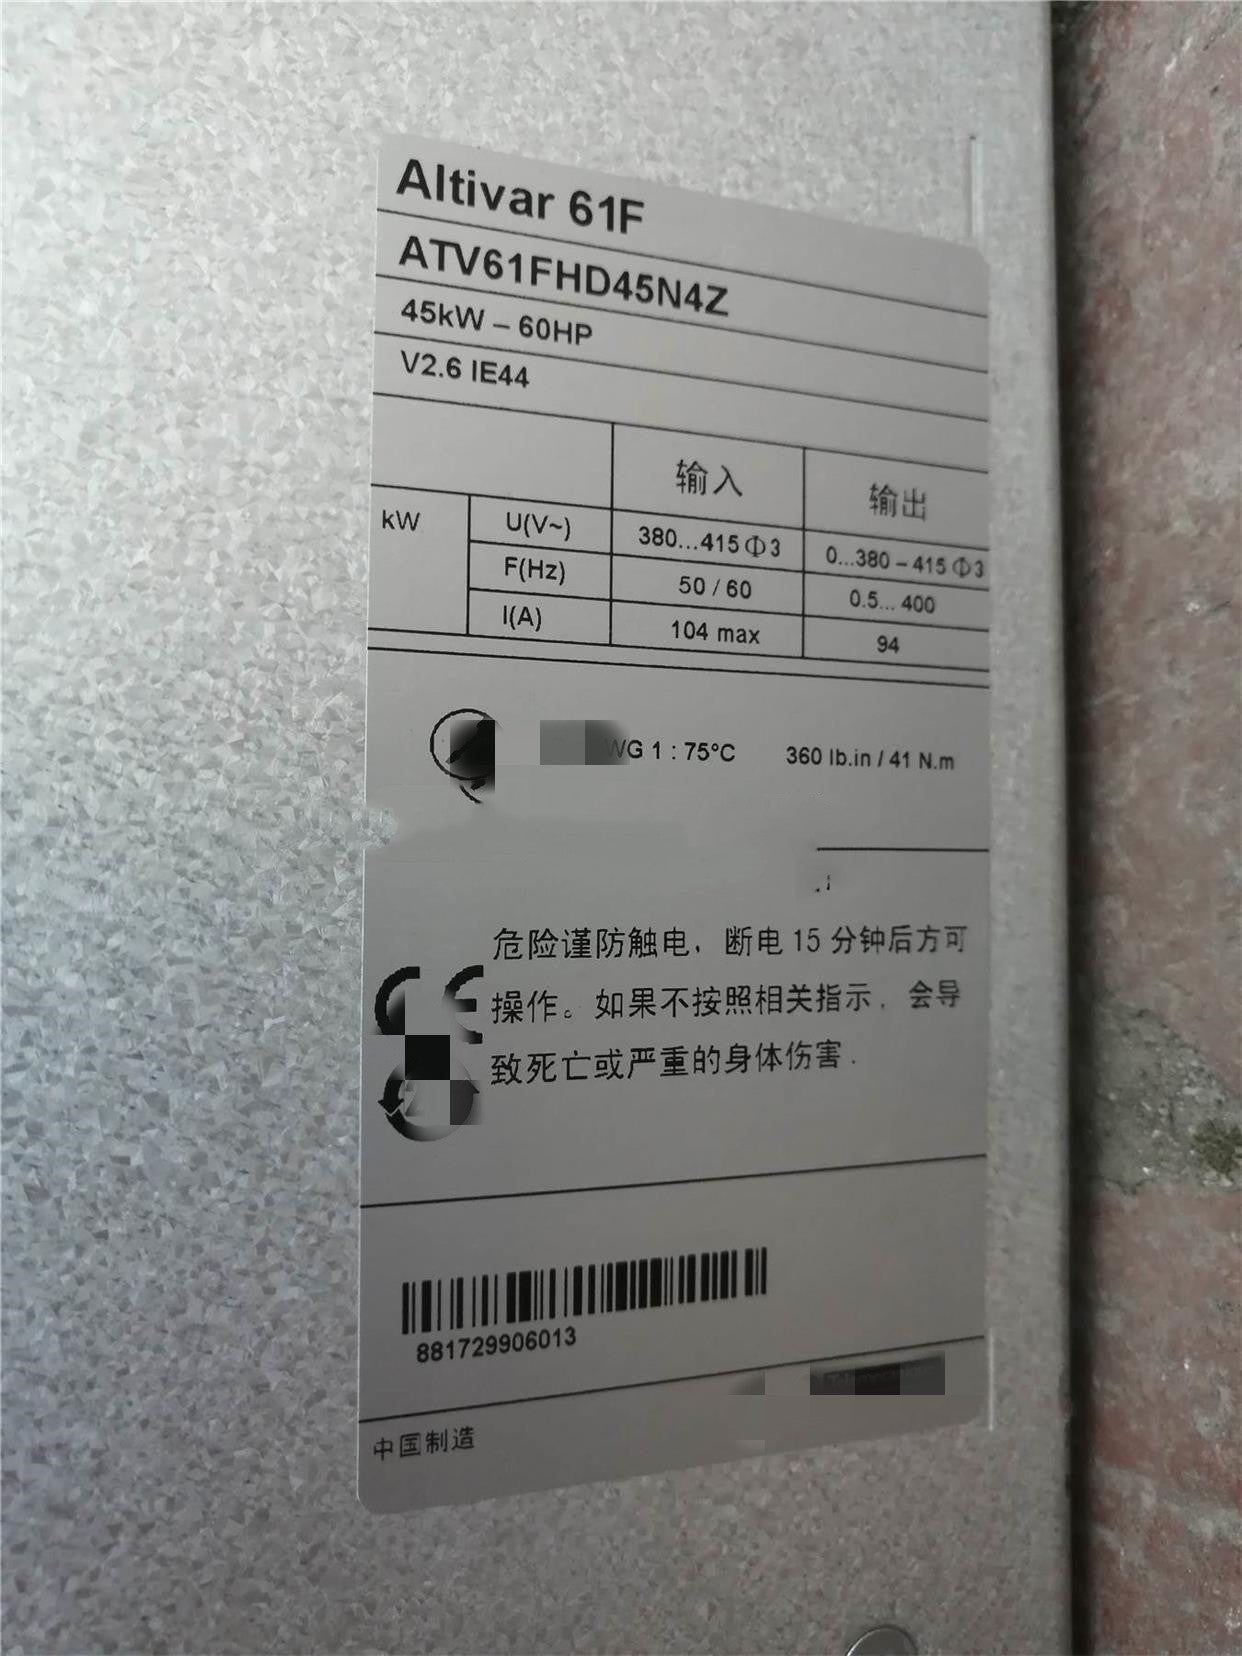 Altivar 61F
ATV61FHD45N4Z
45kW – 60HP
V2.6 IE44
输入 输出
kW U(V~) 380...415 Φ3 0...380 – 415 Φ3
F(Hz) 50 / 60 0.5... 400
I(A) 104 max 94
WG 1 : 75°C 360 lb.in / 41 N.m
危险谨防触电，断电 15 分钟后方可
CE 操作。如果不按照相关指示，会导
致死亡或严重的身体伤害.
881729906013
中国制造